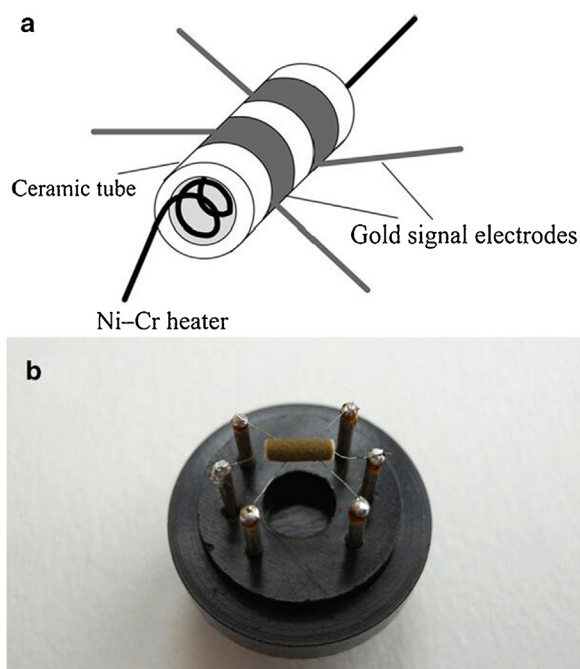 a
Ceramic tube
Gold signal electrodes
Ni–Cr heater
b